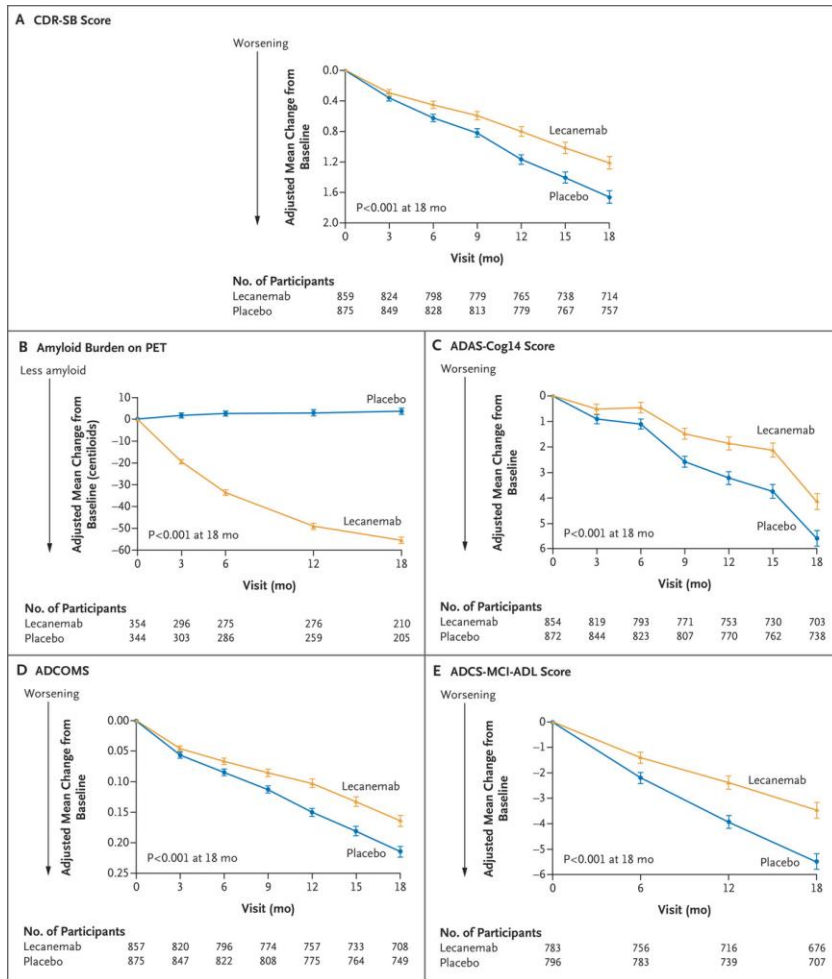 A CDR-SB Score
Worsening
Adjusted Mean Change from
Baseline
0.0
0.4
0.8
1.2
1.6
2.0
Lecanemab
Placebo
P<0.001 at 18 mo
0 3 6 9 12 15 18
Visit (mo)
No. of Participants
Lecanemab 859 824 798 779 765 738 714
Placebo 875 849 828 813 779 767 757
B Amyloid Burden on PET
Less amyloid
Adjusted Mean Change from
Baseline (centiloids)
10
0
−10
−20
−30
−40
−50
−60
Placebo
Lecanemab
P<0.001 at 18 mo
0 3 6 12 18
Visit (mo)
No. of Participants
Lecanemab 354 296 275 276 210
Placebo 344 303 286 259 205
C ADAS-Cog14 Score
Worsening
Adjusted Mean Change from
Baseline
0
1
2
3
4
5
6
Lecanemab
Placebo
P<0.001 at 18 mo
0 3 6 9 12 15 18
Visit (mo)
No. of Participants
Lecanemab 854 819 793 771 753 730 703
Placebo 872 844 823 807 770 762 738
D ADCOMS
Worsening
Adjusted Mean Change from
Baseline
0.00
0.05
0.10
0.15
0.20
0.25
Lecanemab
Placebo
P<0.001 at 18 mo
0 3 6 9 12 15 18
Visit (mo)
No. of Participants
Lecanemab 857 820 796 774 757 733 708
Placebo 875 847 822 808 775 764 749
E ADCS-MCI-ADL Score
Worsening
Adjusted Mean Change from
Baseline
0
−1
−2
−3
−4
−5
−6
Lecanemab
Placebo
P<0.001 at 18 mo
0 6 12 18
Visit (mo)
No. of Participants
Lecanemab 783 756 716 676
Placebo 796 783 739 707